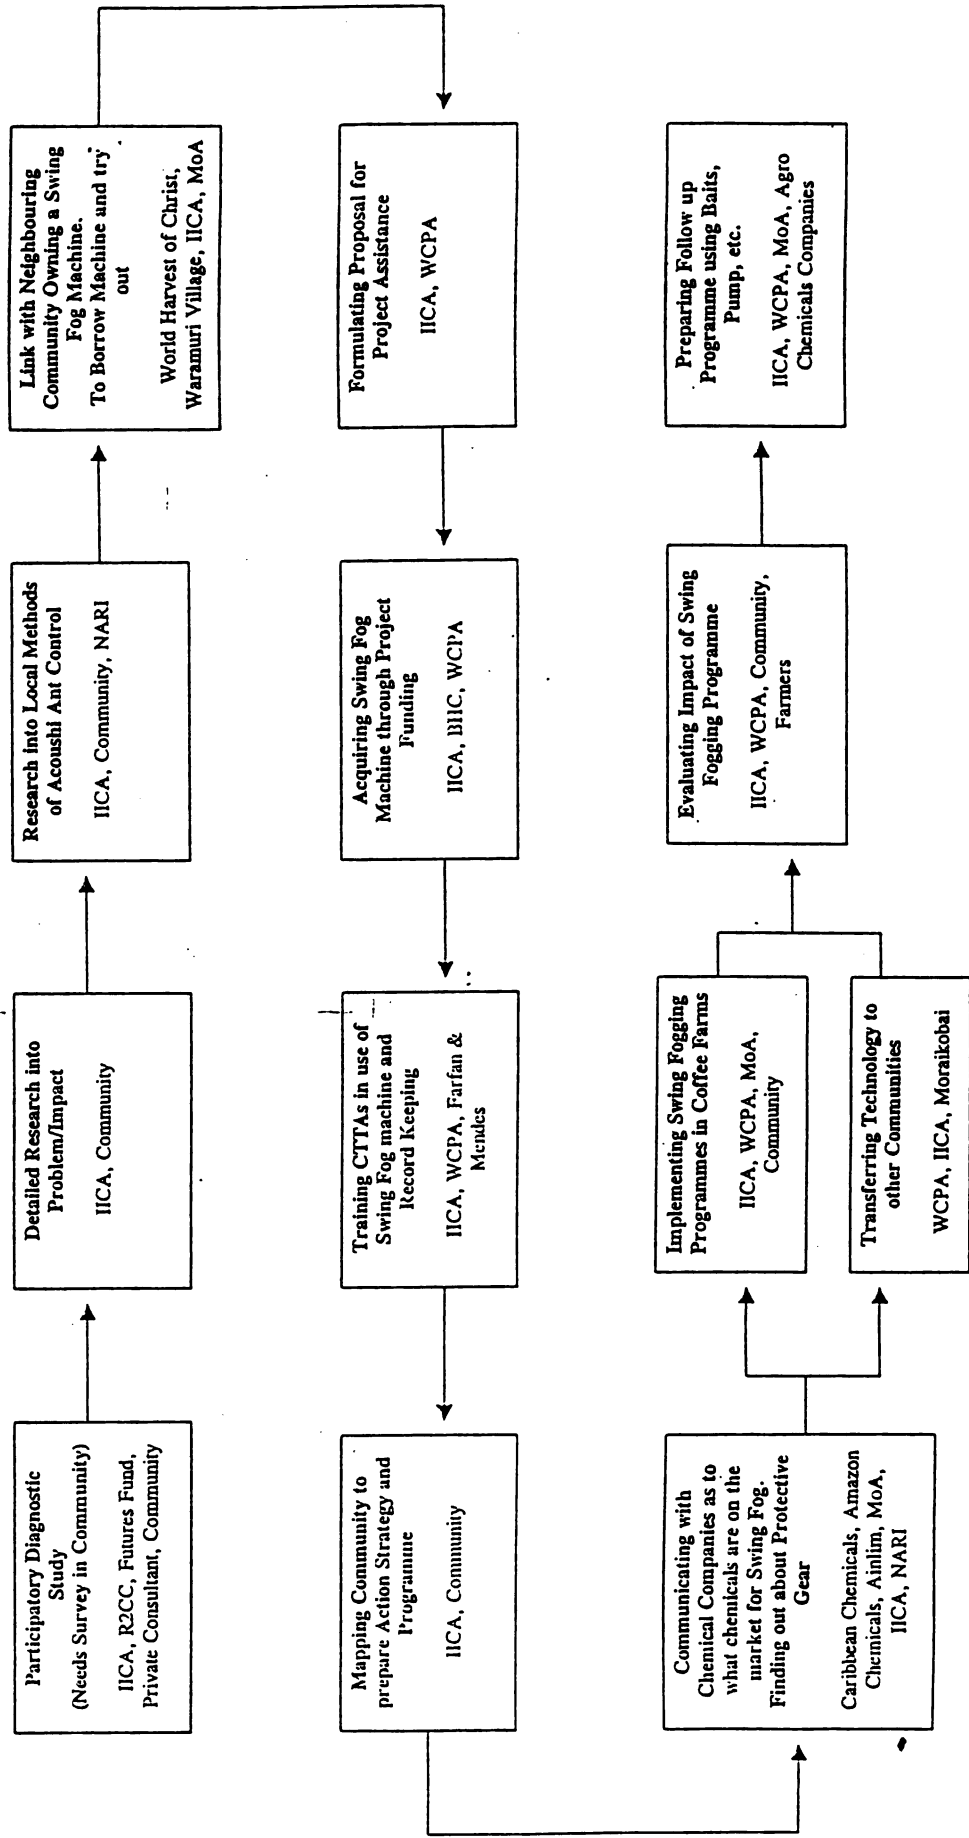 Participatory Diagnostic
Study
(Needs Survey in Community)
IICA, R2CC, Futures Fund,
Private Consultant, Community
Detailed Research into
Problem/Impact
IICA, Community
Research into Local Methods
of Acoushi Ant Control
IICA, Community, NARI
Link with Neighbouring
Community Owning a Swing
Fog Machine.
To Borrow Machine and try
out
World Harvest of Christ,
Waramuri Village, IICA, MoA
Formulating Proposal for
Project Assistance
IICA, WCPA
Acquiring Swing Fog
Machine through Project
Funding
IICA, BHC, WCPA
Training CTTAs in use of
Swing Fog machine and
Record Keeping
IICA, WCPA, Farfan &
Mendes
Mapping Community to
prepare Action Strategy and
Programme
IICA, Community
Communicating with
Chemical Companies as to
what chemicals are on the
market for Swing Fog.
Finding out about Protective
Gear
Caribbean Chemicals, Amazon
Chemicals, Ainlim, MoA,
IICA, NARI
Implementing Swing Fogging
Programmes in Coffee Farms
IICA, WCPA, MoA,
Community
Transferring Technology to
other Communities
WCPA, IICA, Moraikobai
Evaluating Impact of Swing
Fogging Programme
IICA, WCPA, Community,
Farmers
Preparing Follow up
Programme using Baits,
Pump, etc.
IICA, WCPA, MoA, Agro
Chemicals Companies